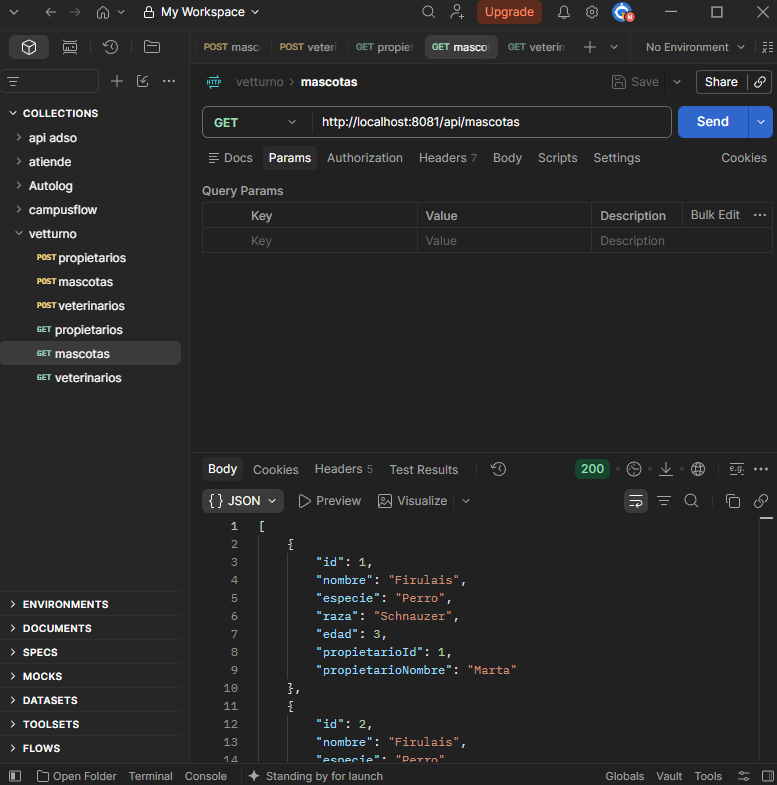 My Workspace Upgrade
POST masc POST veteri GET propiet GET mascot GET veterin No Environment
HTTP vetturno > mascotas Save Share
GET http://localhost:8081/api/mascotas Send
Docs Params Authorization Headers 7 Body Scripts Settings Cookies
Query Params
Key Value Description Bulk Edit
Key Value Description
COLLECTIONS
api adso
atiende
Autolog
campusflow
vetturno
POST propietarios
POST mascotas
POST veterinarios
GET propietarios
GET mascotas
GET veterinarios
ENVIRONMENTS
DOCUMENTS
SPECS
MOCKS
DATASETS
TOOLSETS
FLOWS
Body Cookies Headers 5 Test Results 200 e.g.
{} JSON Preview Visualize
1 [
2 {
3 "id": 1,
4 "nombre": "Firulais",
5 "especie": "Perro",
6 "raza": "Schnauzer",
7 "edad": 3,
8 "propietarioId": 1,
9 "propietarioNombre": "Marta"
10 },
11 {
12 "id": 2,
13 "nombre": "Firulais",
14 "especie": "Perro"
Open Folder Terminal Console Standing by for launch Globals Vault Tools